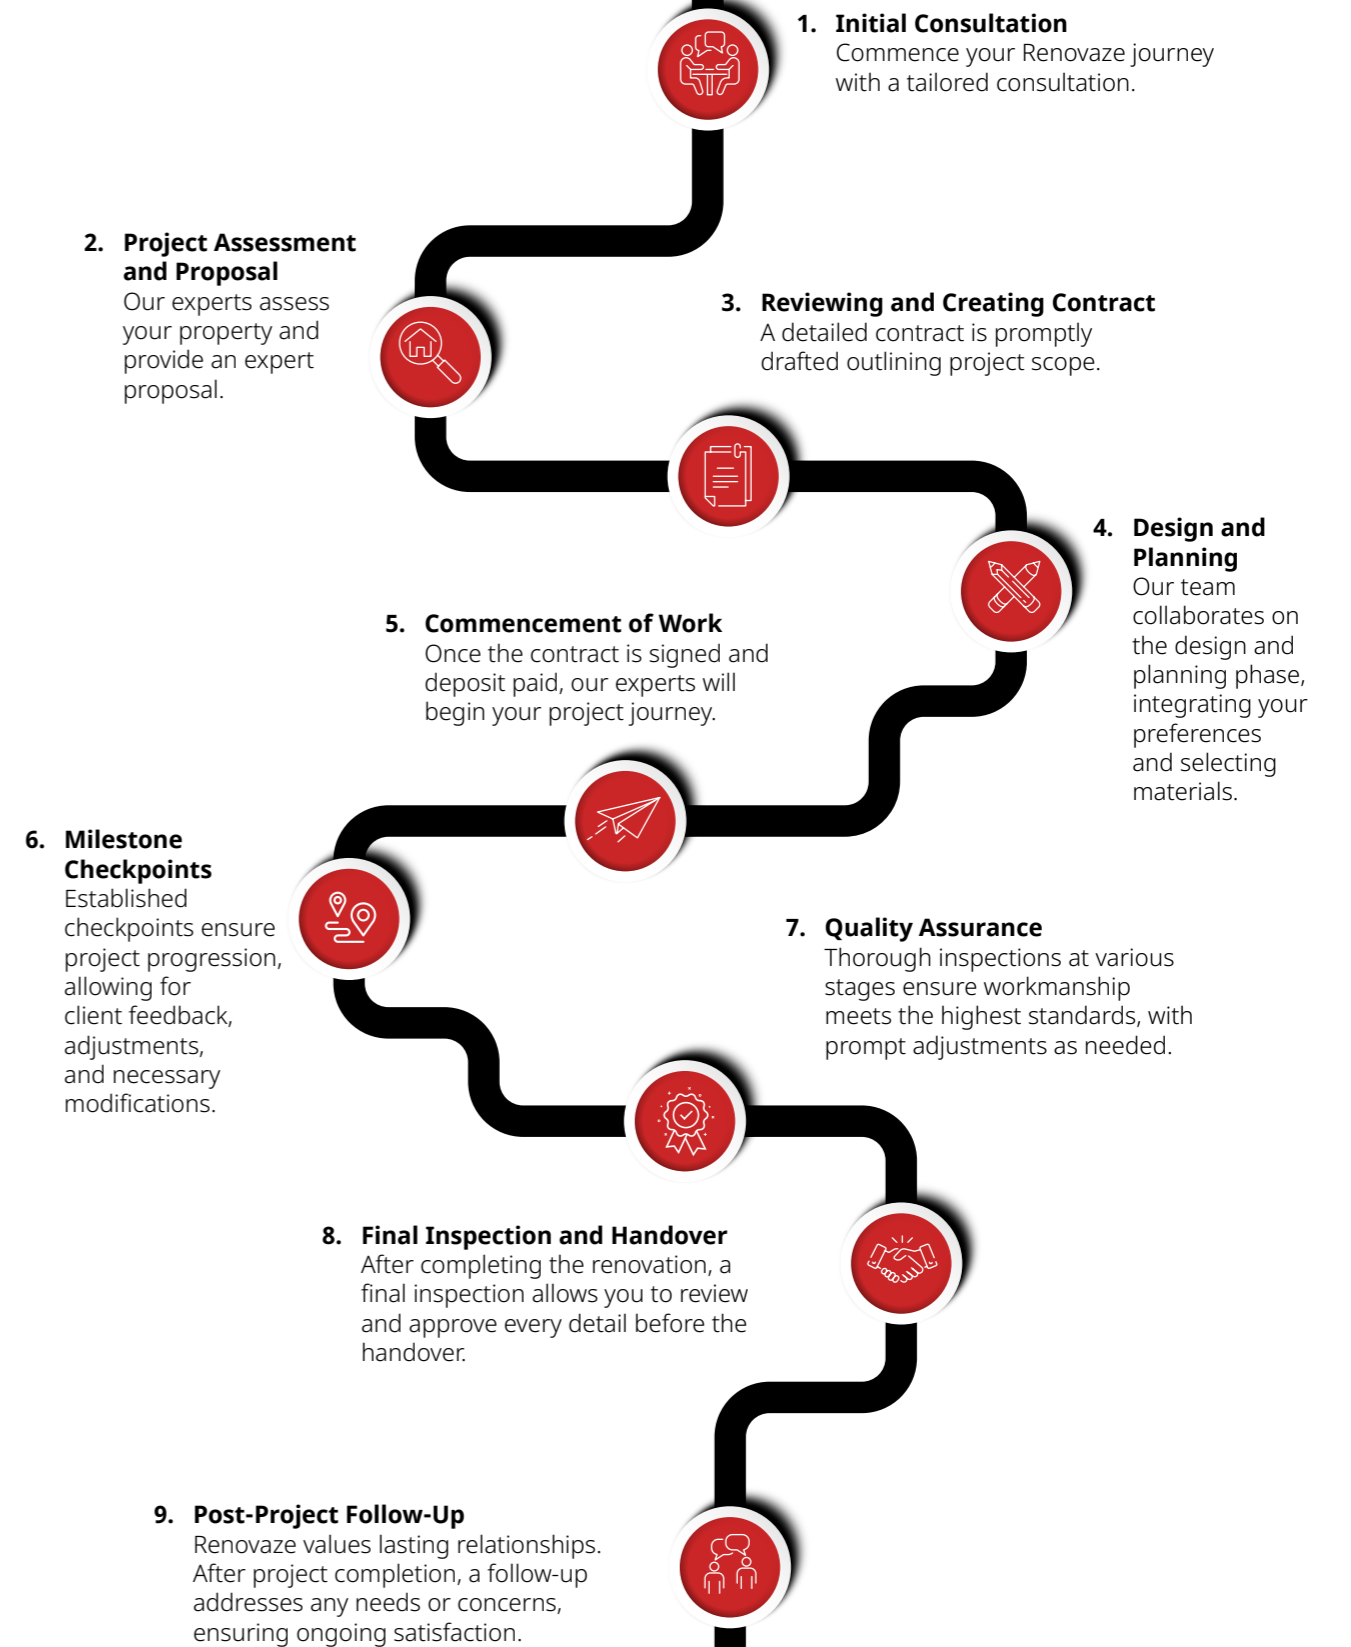 1. Initial Consultation
Commence your Renovaze journey
with a tailored consultation.
2. Project Assessment
and Proposal
Our experts assess
your property and
provide an expert
proposal.
3. Reviewing and Creating Contract
A detailed contract is promptly
drafted outlining project scope.
4. Design and
Planning
Our team
collaborates on
the design and
planning phase,
integrating your
preferences
and selecting
materials.
5. Commencement of Work
Once the contract is signed and
deposit paid, our experts will
begin your project journey.
6. Milestone
Checkpoints
Established
checkpoints ensure
project progression,
allowing for
client feedback,
adjustments,
and necessary
modifications.
7. Quality Assurance
Thorough inspections at various
stages ensure workmanship
meets the highest standards, with
prompt adjustments as needed.
8. Final Inspection and Handover
After completing the renovation, a
final inspection allows you to review
and approve every detail before the
handover.
9. Post-Project Follow-Up
Renovaze values lasting relationships.
After project completion, a follow-up
addresses any needs or concerns,
ensuring ongoing satisfaction.